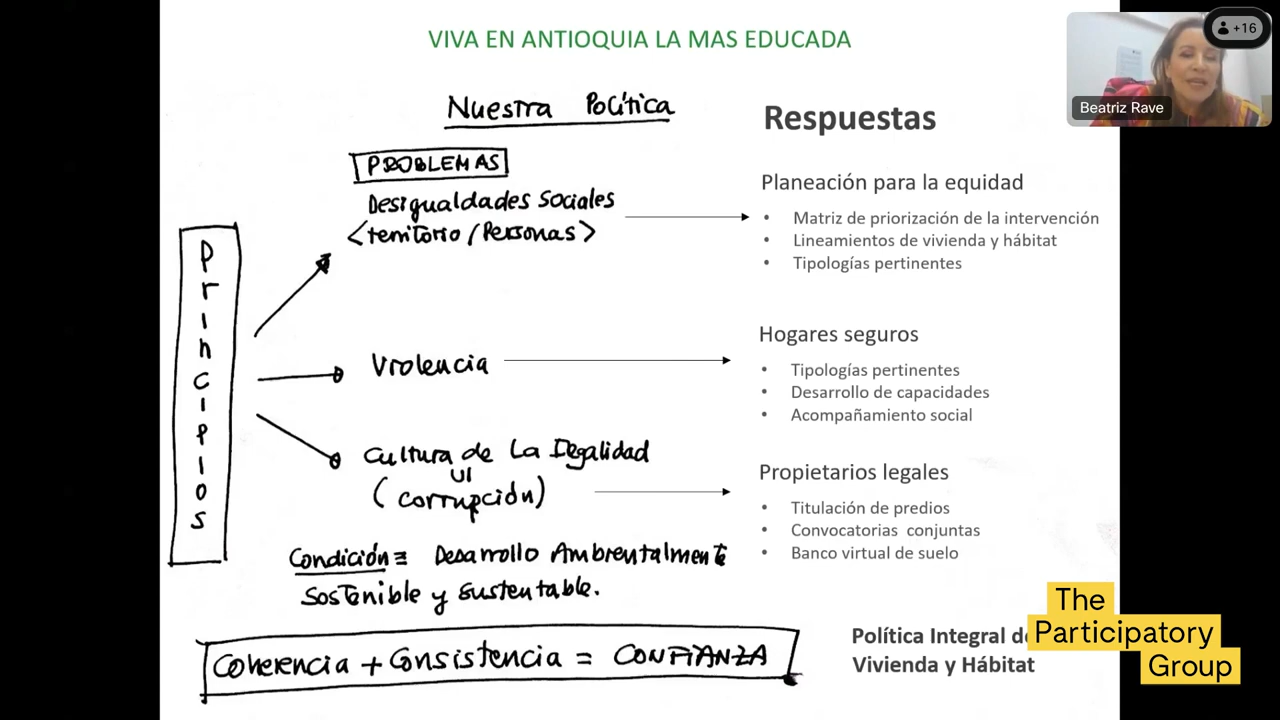 VIVA EN ANTIOQUIA LA MAS EDUCADA
+16
Beatriz Rave
Nuestra Política
Respuestas
PROBLEMAS
Desigualdades Sociales
<territorio / Personas>
Planeación para la equidad
• Matriz de priorización de la intervención
• Lineamientos de vivienda y hábitat
• Tipologías pertinentes
Principios
Violencia
Hogares seguros
• Tipologías pertinentes
• Desarrollo de capacidades
• Acompañamiento social
Cultura de La Ilegalidad
(corrupción)
Propietarios legales
• Titulación de predios
• Convocatorias conjuntas
• Banco virtual de suelo
Condición ≡ Desarrollo Ambientalmente
Sostenible y sustentable.
Coherencia + Consistencia = CONFIANZA
Política Integral de
Vivienda y Hábitat
The
Participatory
Group